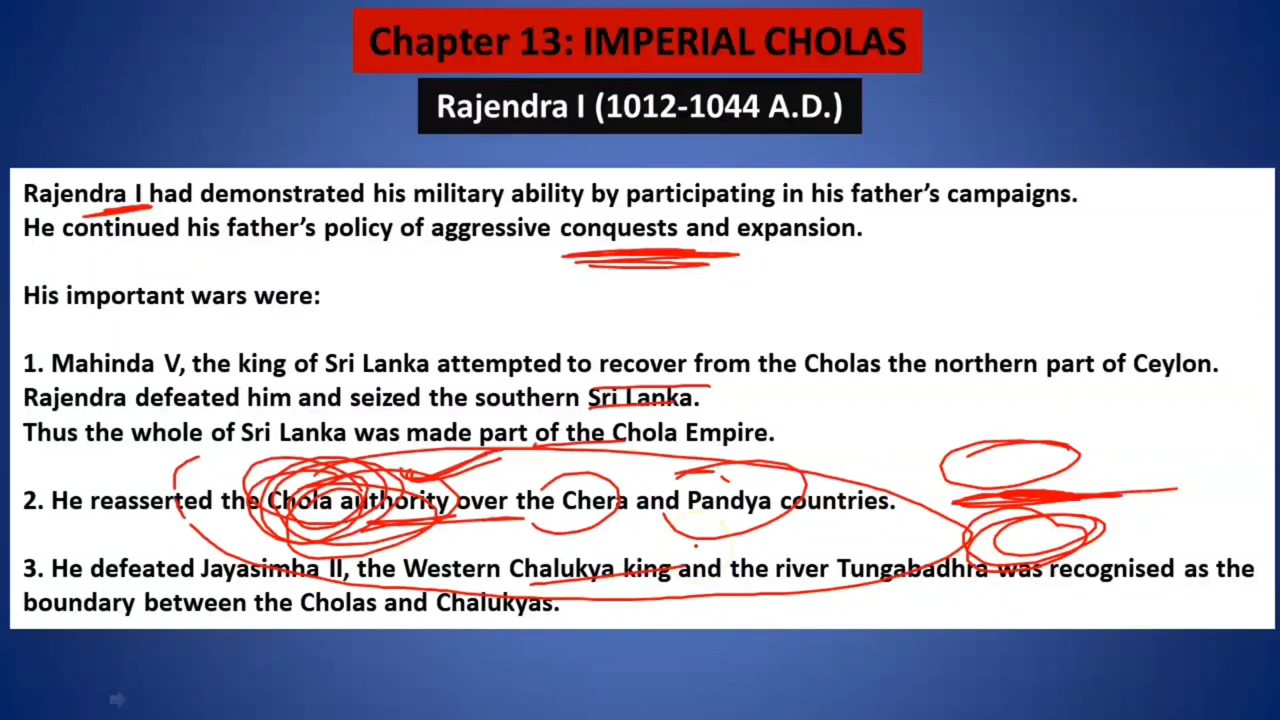 Chapter 13: IMPERIAL CHOLAS
Rajendra I (1012-1044 A.D.)
Rajendra I had demonstrated his military ability by participating in his father’s campaigns.
He continued his father’s policy of aggressive conquests and expansion.
His important wars were:
1. Mahinda V, the king of Sri Lanka attempted to recover from the Cholas the northern part of Ceylon.
Rajendra defeated him and seized the southern Sri Lanka.
Thus the whole of Sri Lanka was made part of the Chola Empire.
2. He reasserted the Chola authority over the Chera and Pandya countries.
3. He defeated Jayasimha II, the Western Chalukya king and the river Tungabadhra was recognised as the
boundary between the Cholas and Chalukyas.